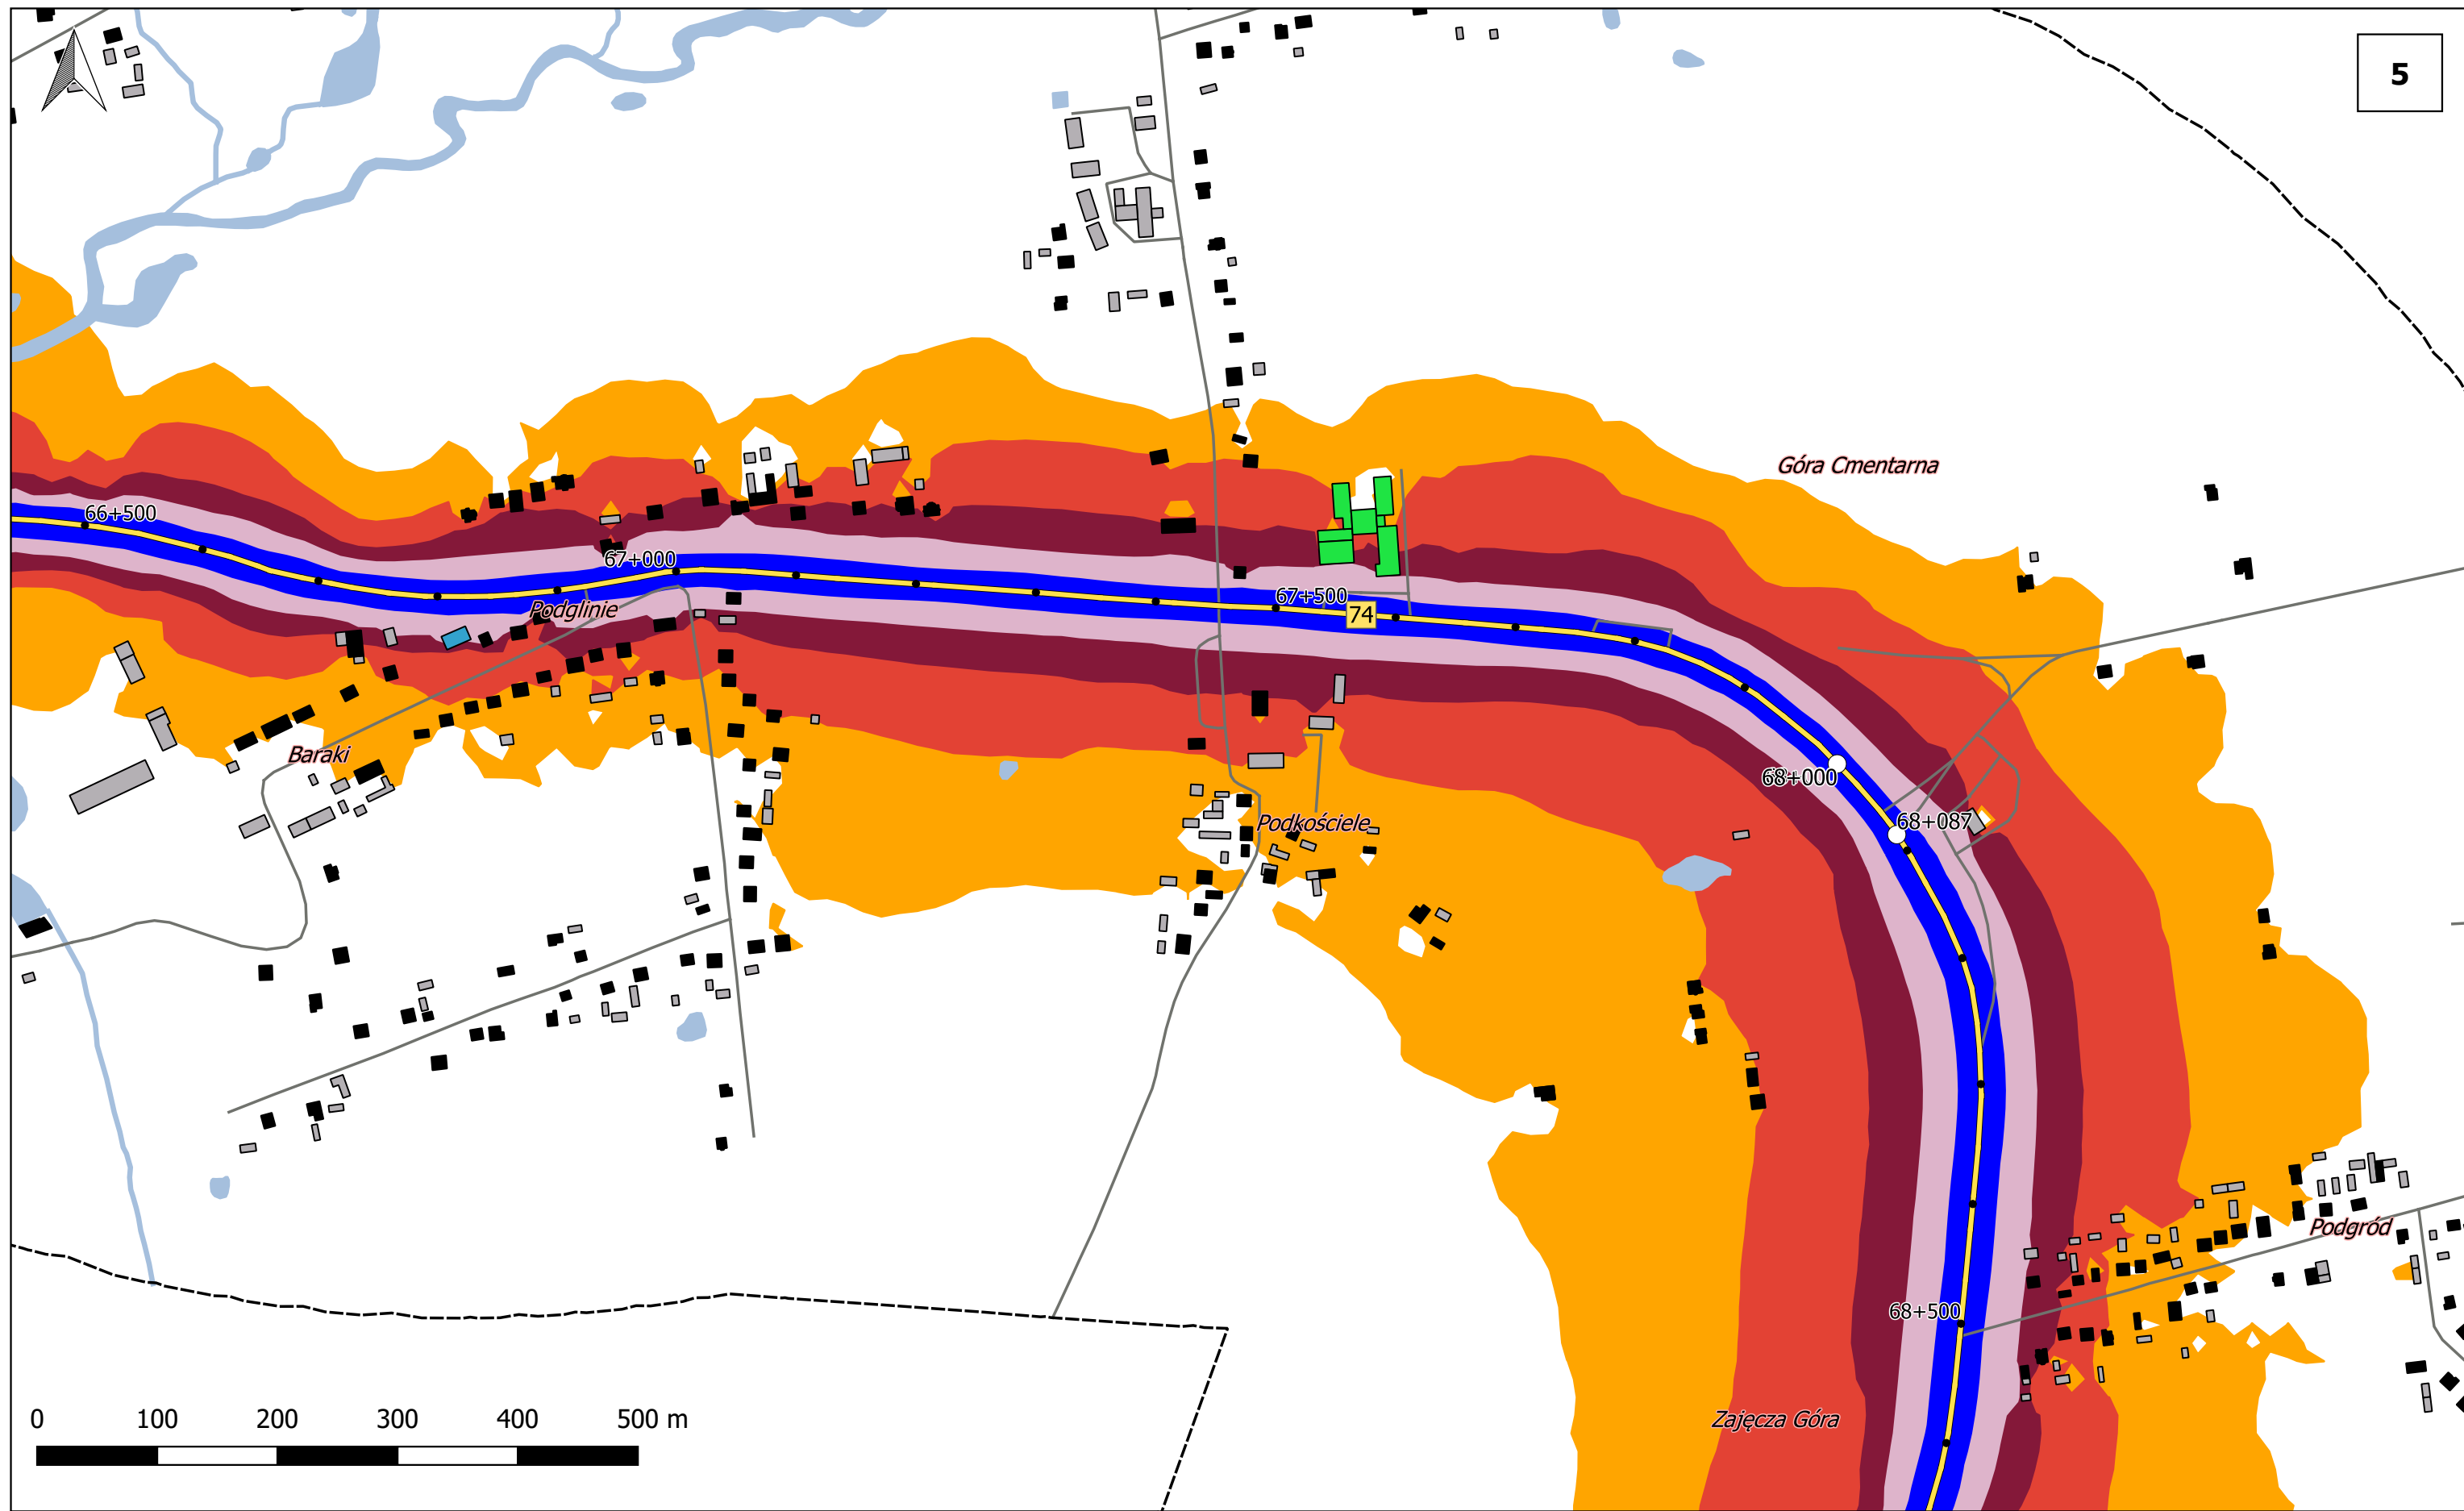 5
Góra Cmentarna
66+500
67+000
67+500
Podglinie
74
Baraki
68+000
68+087
Podkościele
Podgród
68+500
Zajęcza Góra
0 100 200 300 400 500 m